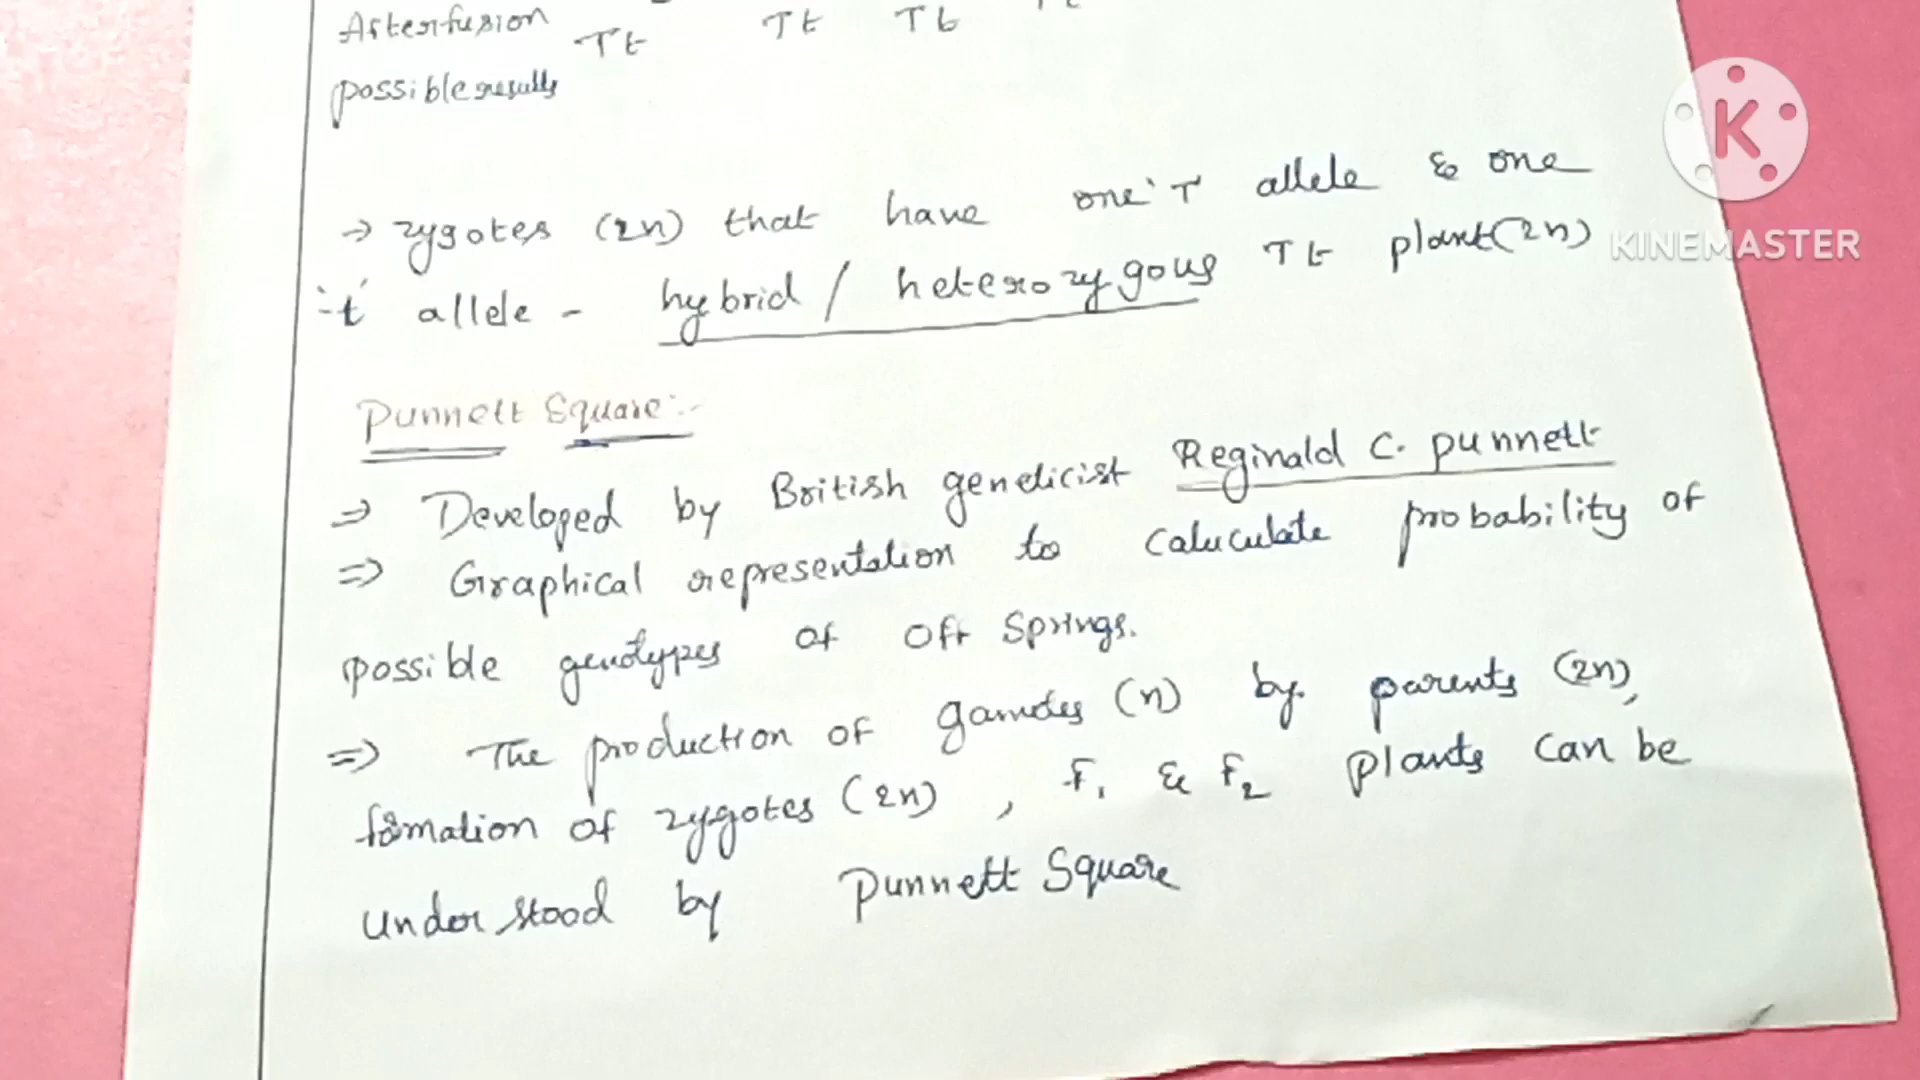 After fusion Tt Tt Tt
possible results
→ zygotes (2n) that have one 'T' allele & one
't' allele - hybrid / heterozygous Tt plant (2n)
Punnett Square:-
⇒ Developed by British geneticist Reginald C. punnett
⇒ Graphical representation to caluculate probability of
possible genotypes of off springs.
⇒ The production of gametes (n) by parents (2n),
formation of zygotes (2n), F1 & F2 plants can be
under stood by punnett Square
K
KINEMASTER